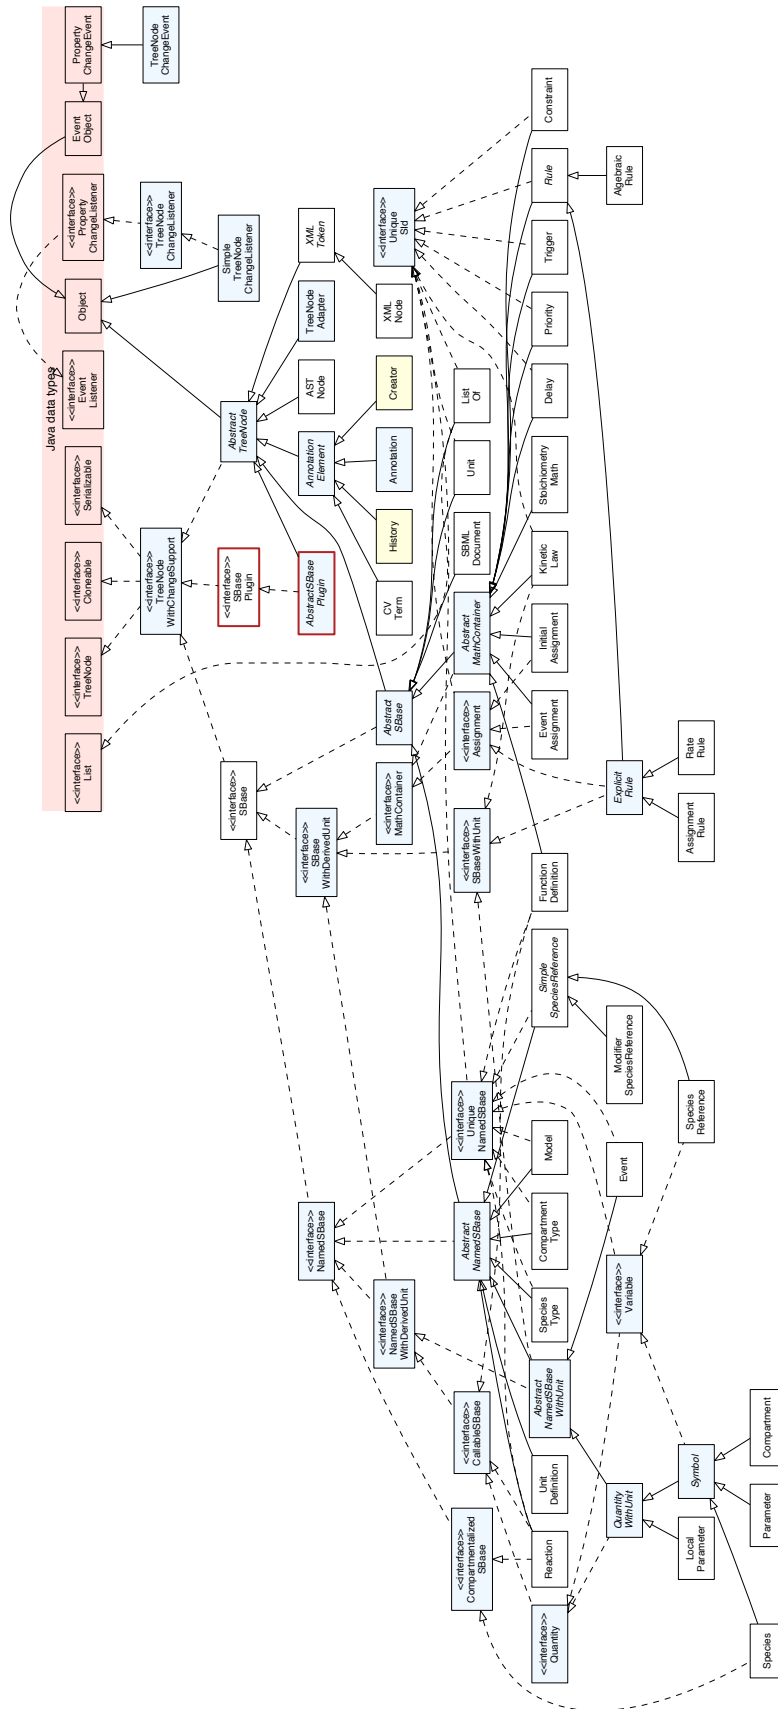 Java data types
<<interface>>
List
<<interface>>
TreeNode
<<interface>>
Cloneable
<<interface>>
Serializable
<<interface>>
Event
Listener
Object
<<interface>>
Property
ChangeListener
Event
Object
Property
ChangeEvent
<<interface>>
TreeNode
WithChangeSupport
Simple
TreeNode
ChangeListener
<<interface>>
TreeNode
ChangeListener
TreeNode
ChangeEvent
<<interface>>
SBase
<<interface>>
SBase
Plugin
Abstract
TreeNode
<<interface>>
NamedSBase
<<interface>>
SBase
WithDerivedUnit
AbstractSBase
Plugin
Annotation
Element
AST
Node
TreeNode
Adapter
XML
Token
<<interface>>
NamedSBase
WithDerivedUnit
<<interface>>
MathContainer
Abstract
SBase
CV
Term
History
Annotation
Creator
XML
Node
<<interface>>
Unique
SId
<<interface>>
Compartmentalized
SBase
<<interface>>
CallableSBase
Abstract
NamedSBase
<<interface>>
Unique
NamedSBase
<<interface>>
SBaseWithUnit
<<interface>>
Assignment
Abstract
MathContainer
SBML
Document
Unit
List
Of
<<interface>>
Quantity
Reaction
Unit
Definition
Abstract
NamedSBase
WithUnit
Species
Type
Compartment
Type
Model
Simple
SpeciesReference
Function
Definition
Event
Assignment
Initial
Assignment
Kinetic
Law
Stoichiometry
Math
Delay
Priority
Trigger
Rule
Constraint
Quantity
WithUnit
<<interface>>
Variable
Event
Modifier
SpeciesReference
Explicit
Rule
Algebraic
Rule
Local
Parameter
Symbol
Species
Reference
Assignment
Rule
Rate
Rule
Species
Parameter
Compartment